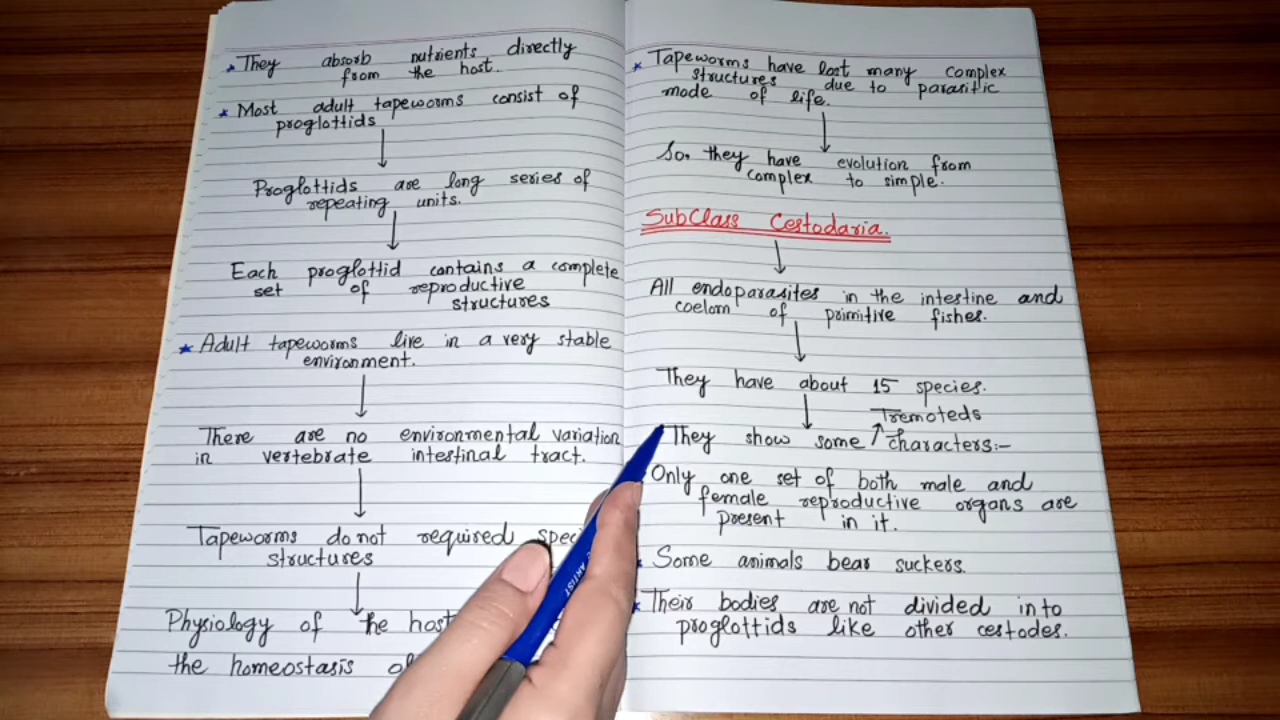 ★ They absorb nutrients directly
from the host.
★ Most adult tapeworms consist of
proglottids
↓
Proglottids are long series of
repeating units.
↓
Each proglottid contains a complete
set of reproductive
structures
★ Adult tapeworms live in a very stable
environment.
↓
There are no environmental variation
in vertebrate intestinal tract.
↓
Tapeworms do not required
structures
↓
Physiology of the host
the homeostasis
★ Tapeworms have lost many complex
structures due to parasitic
mode of life.
↓
So, they have evolution from
complex to simple.
SubClass Cestodaria.
↓
All endoparasites in the intestine and
coelom of primitive fishes.
↓
They have about 15 species.
↓
Tremoteds
They show some ↑ characters:-
Only one set of both male and
female reproductive organs are
present in it.
★ Some animals bear suckers.
★ Their bodies are not divided into
proglottids like other cestodes.
ARTIST